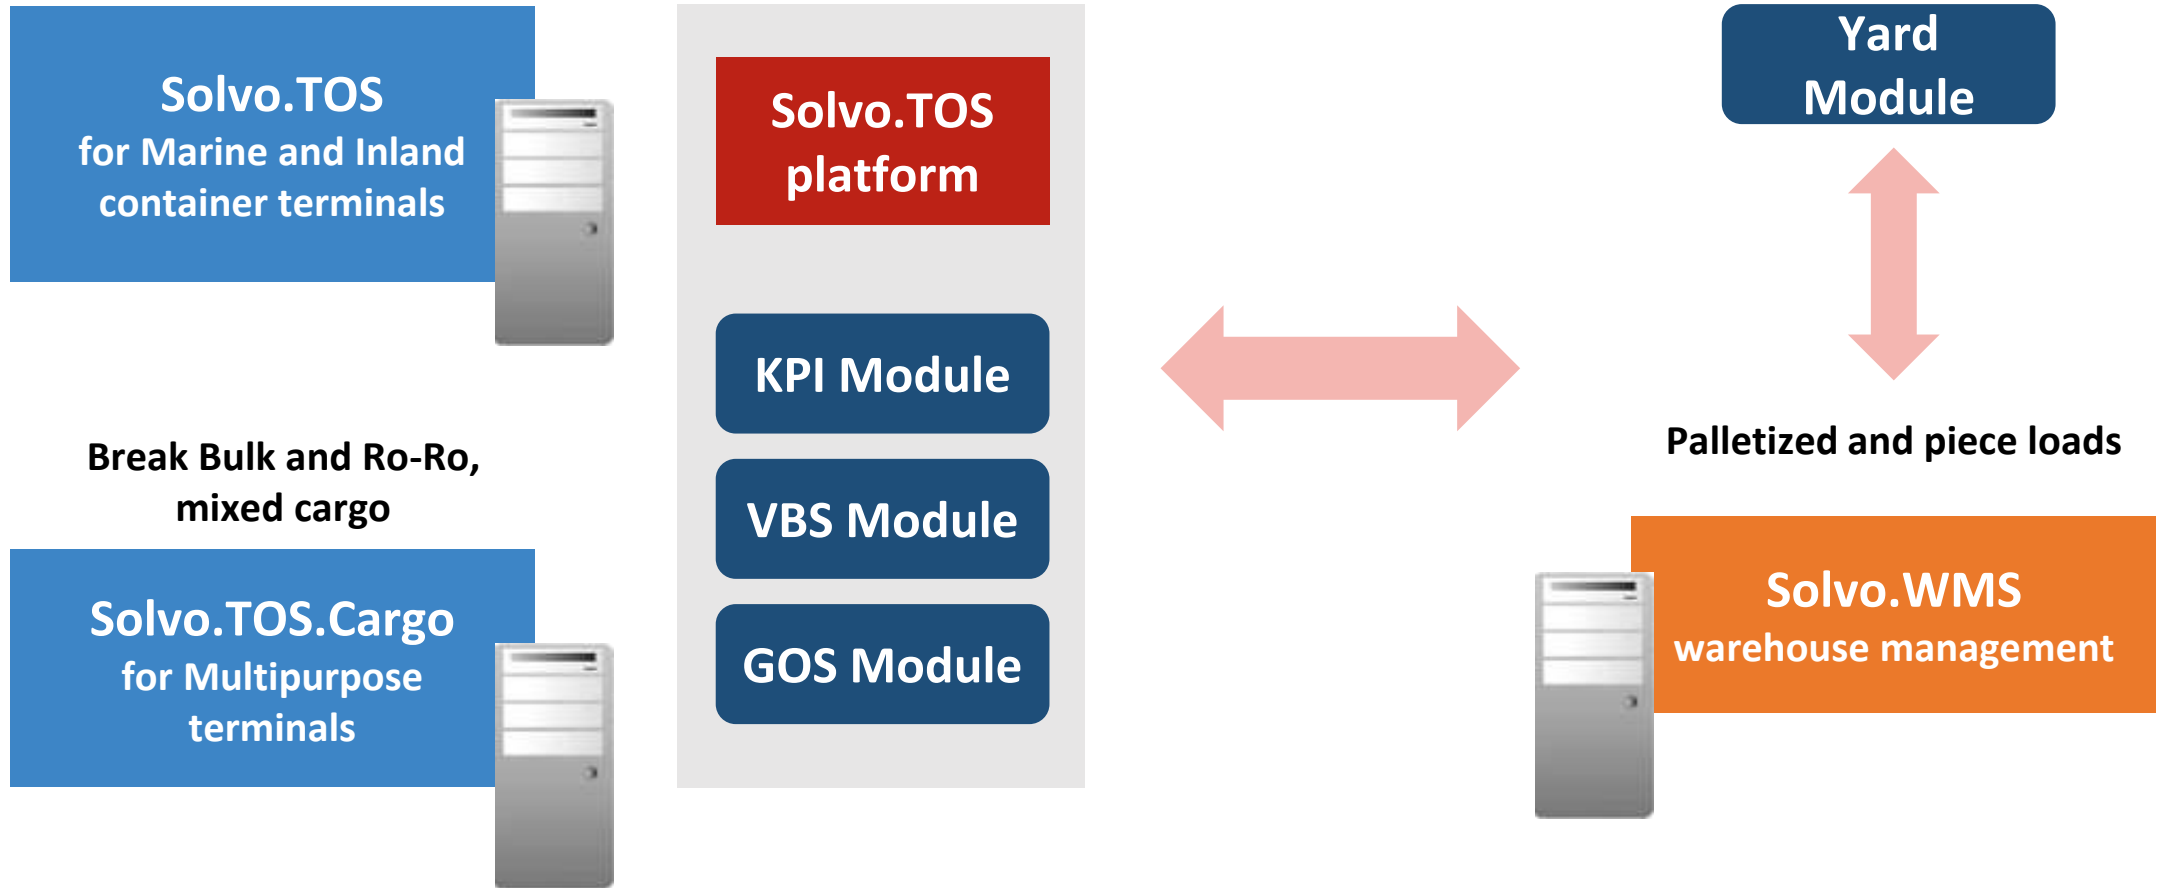 Solvo.TOS
for Marine and Inland
container terminals
Break Bulk and Ro-Ro,
mixed cargo
Solvo.TOS.Cargo
for Multipurpose
terminals
Solvo.TOS
platform
KPI Module
VBS Module
GOS Module
Yard
Module
Palletized and piece loads
Solvo.WMS
warehouse management